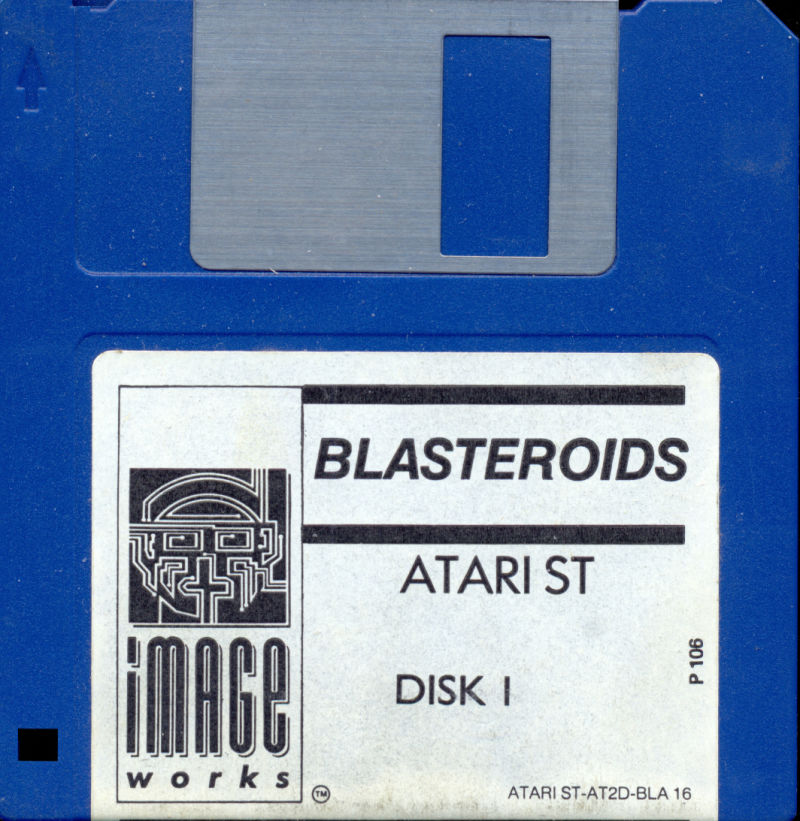 BLASTEROIDS
ATARI ST
DISK 1
P 106
iMAGE
works
TM
ATARI ST-AT2D-BLA 16